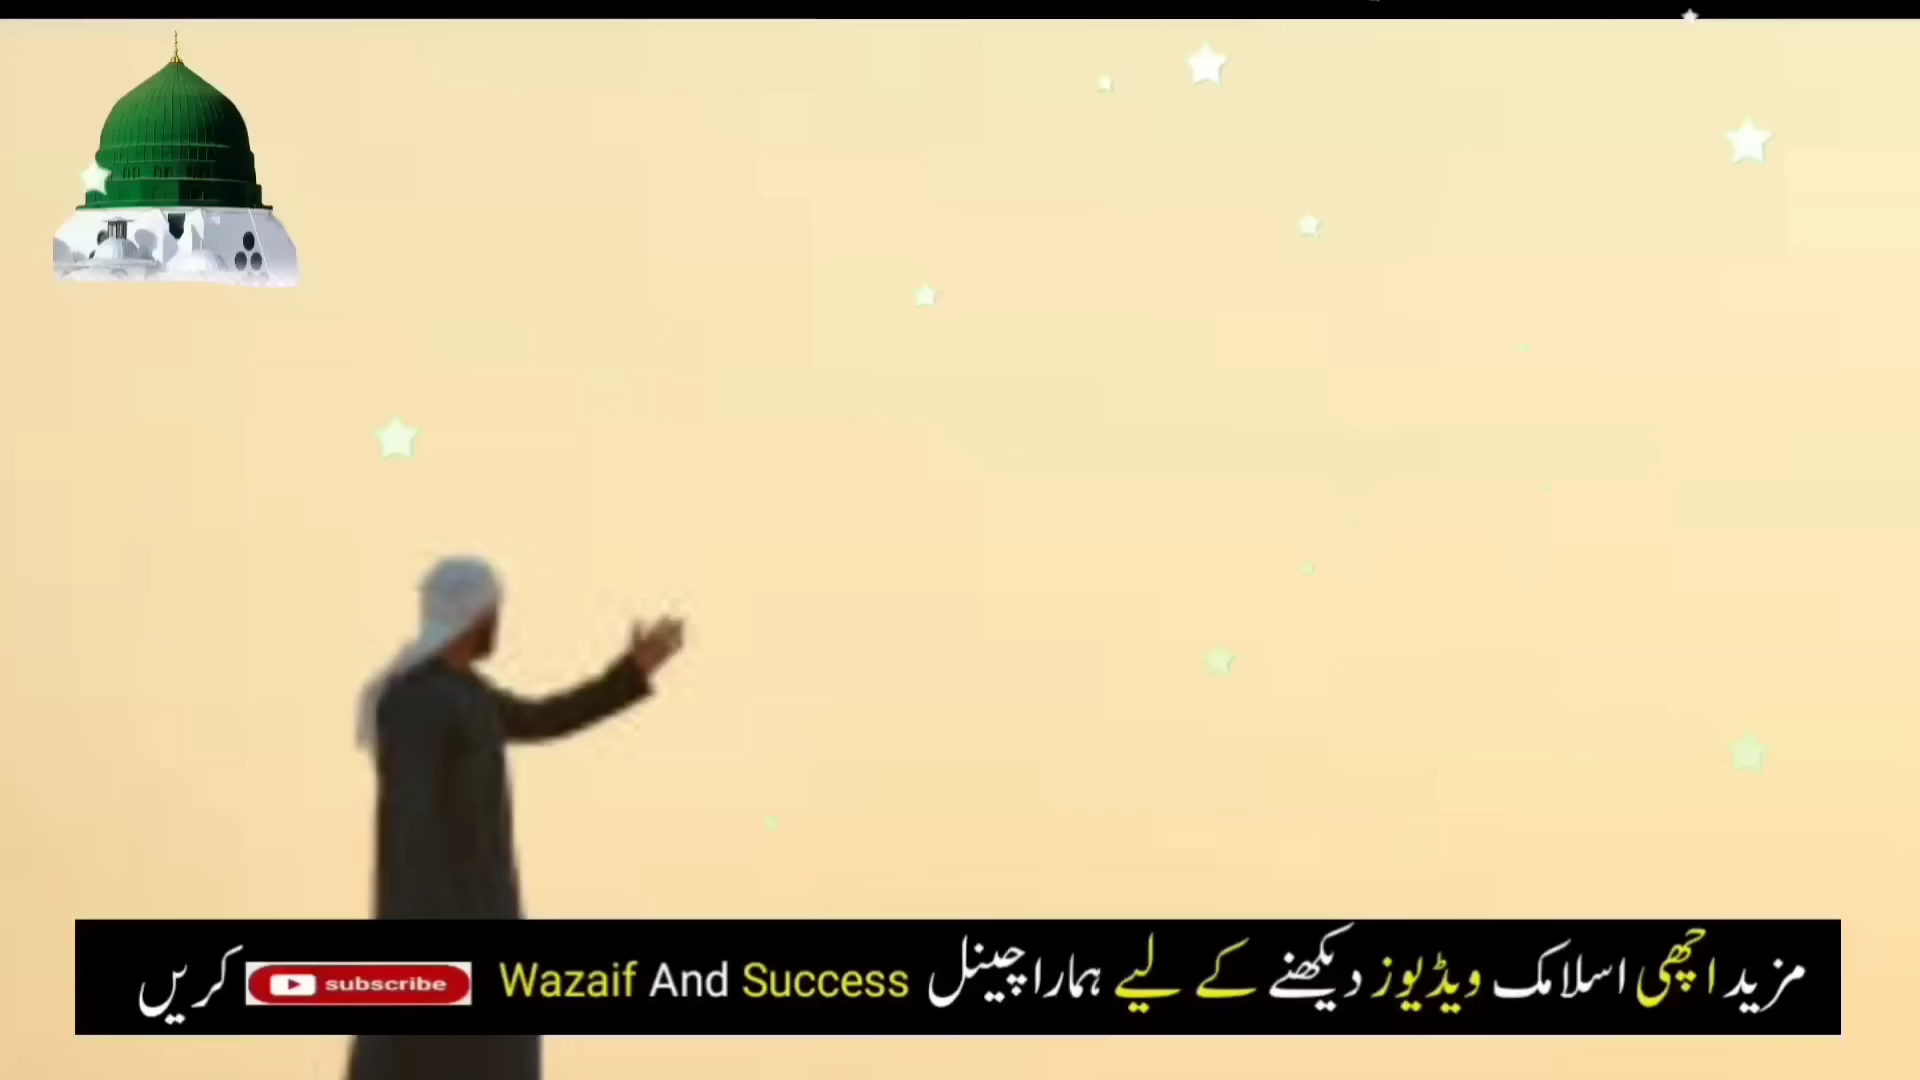 مزید اچھی اسلامک ویڈیوز دیکھنے کے لیے ہمارا چینل Wazaif And Success subscribe کریں